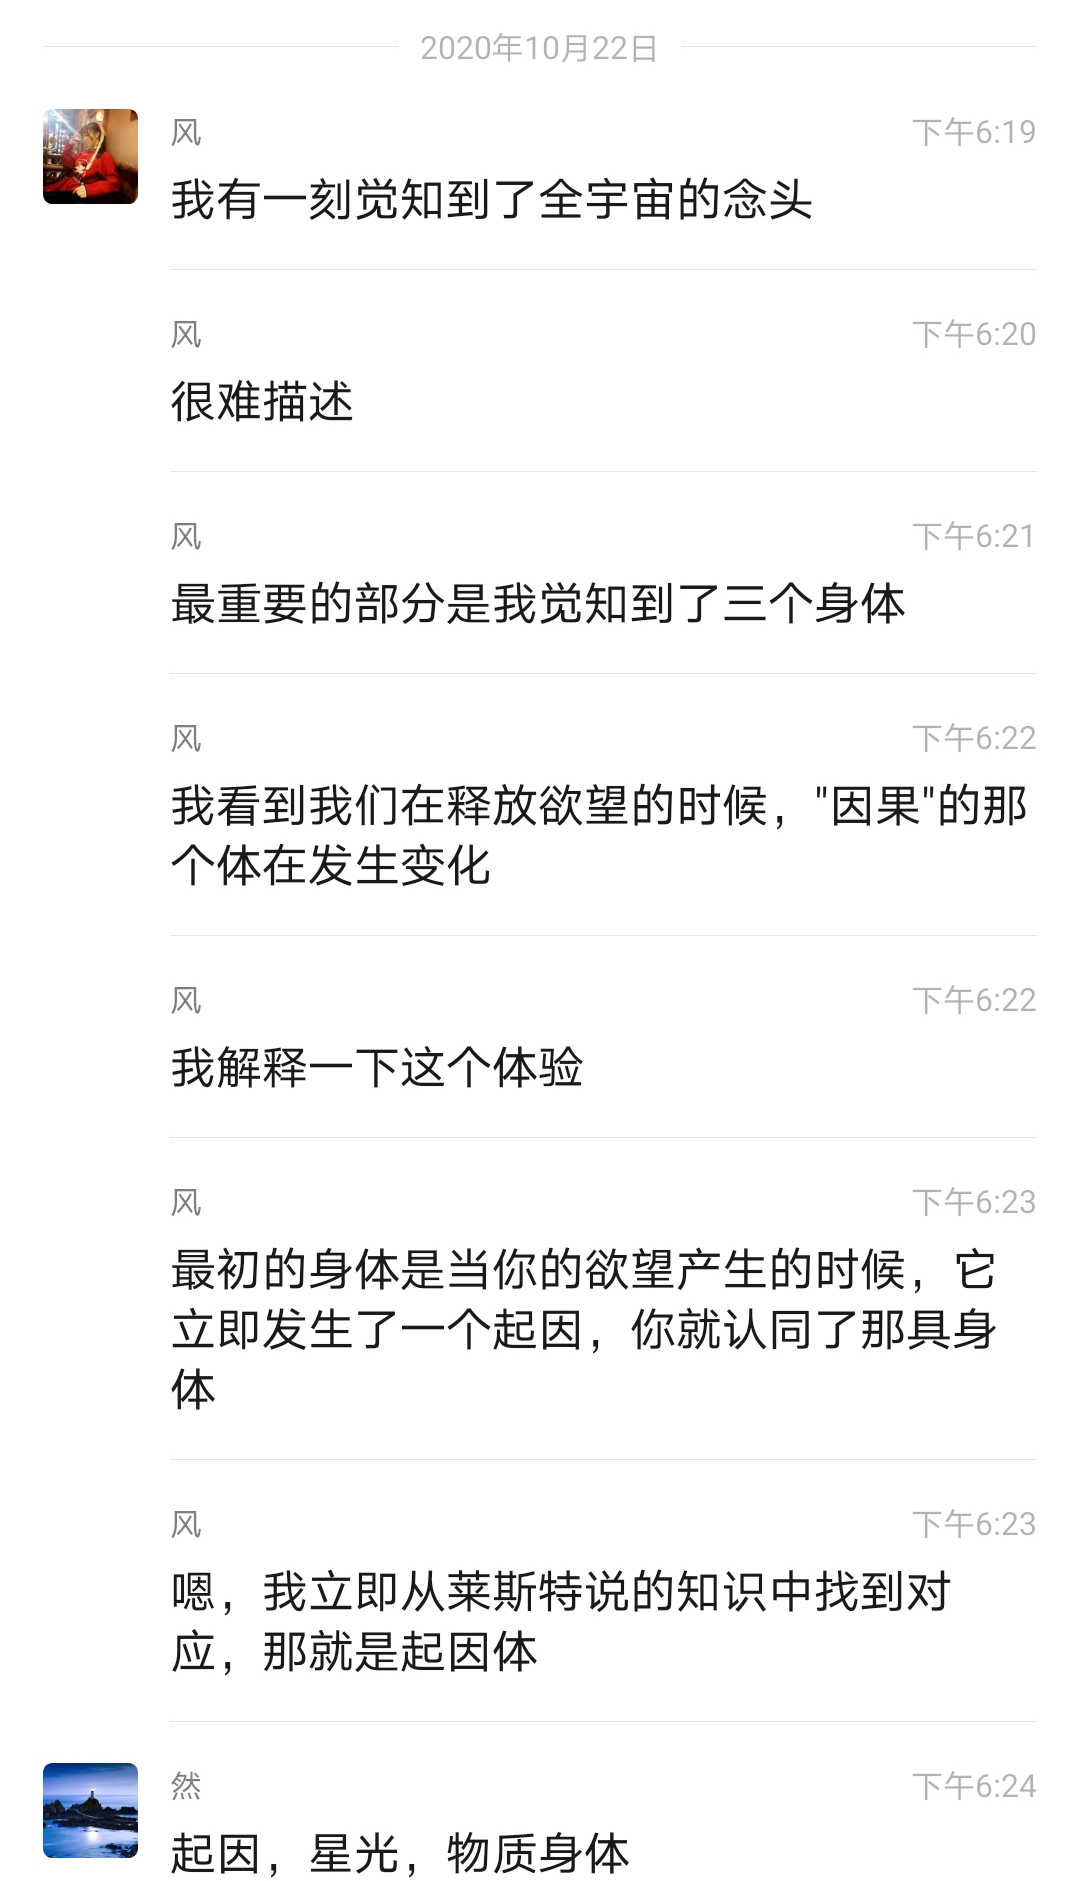 2020年10月22日
风
下午6:19
我有一刻觉知到了全宇宙的念头
风
下午6:20
很难描述
风
下午6:21
最重要的部分是我觉知到了三个身体
风
下午6:22
我看到我们在释放欲望的时候，"因果"的那
个体在发生变化
风
下午6:22
我解释一下这个体验
风
下午6:23
最初的身体是当你的欲望产生的时候，它
立即发生了一个起因，你就认同了那具身
体
风
下午6:23
嗯，我立即从莱斯特说的知识中找到对
应，那就是起因体
然
下午6:24
起因，星光，物质身体